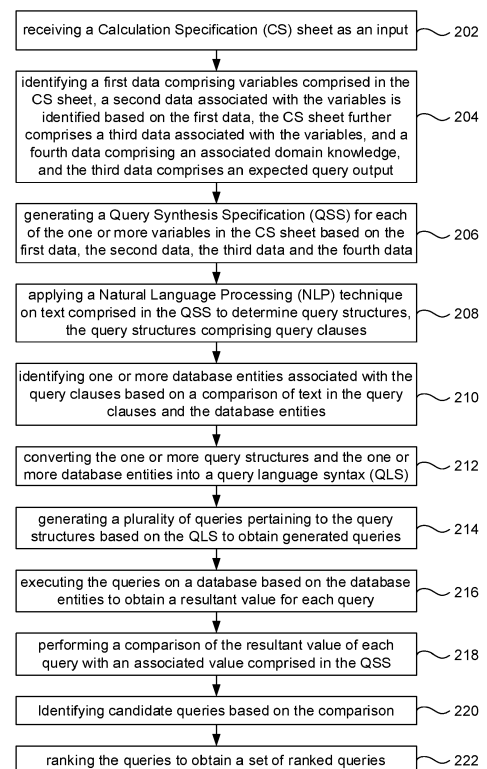 receiving a Calculation Specification (CS) sheet as an input
202
identifying a first data comprising variables comprised in the
CS sheet, a second data associated with the variables is
identified based on the first data, the CS sheet further
comprises a third data associated with the variables, and a
fourth data comprising an associated domain knowledge,
and the third data comprises an expected query output
204
generating a Query Synthesis Specification (QSS) for each
of the one or more variables in the CS sheet based on the
first data, the second data, the third data and the fourth data
206
applying a Natural Language Processing (NLP) technique
on text comprised in the QSS to determine query structures,
the query structures comprising query clauses
208
identifying one or more database entities associated with the
query clauses based on a comparison of text in the query
clauses and the database entities
210
converting the one or more query structures and the one or
more database entities into a query language syntax (QLS)
212
generating a plurality of queries pertaining to the query
structures based on the QLS to obtain generated queries
214
executing the queries on a database based on the database
entities to obtain a resultant value for each query
216
performing a comparison of the resultant value of each
query with an associated value comprised in the QSS
218
Identifying candidate queries based on the comparison
220
ranking the queries to obtain a set of ranked queries
222